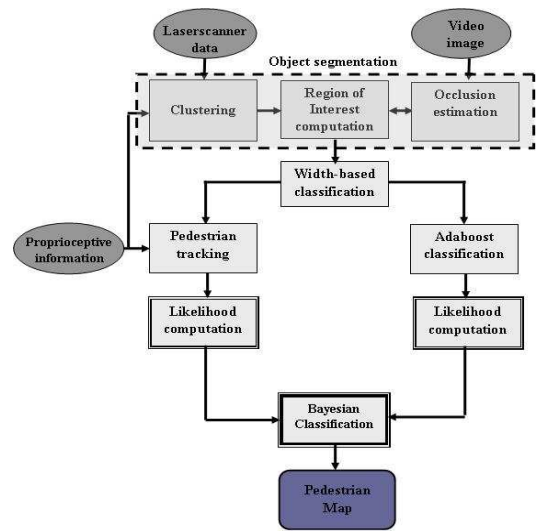 Laserscanner
data
Video
image
Object segmentation
Clustering
Region of
Interest
computation
Occlusion
estimation
Width-based
classification
Proprioceptive
information
Pedestrian
tracking
Adaboost
classification
Likelihood
computation
Likelihood
computation
Bayesian
Classification
Pedestrian
Map